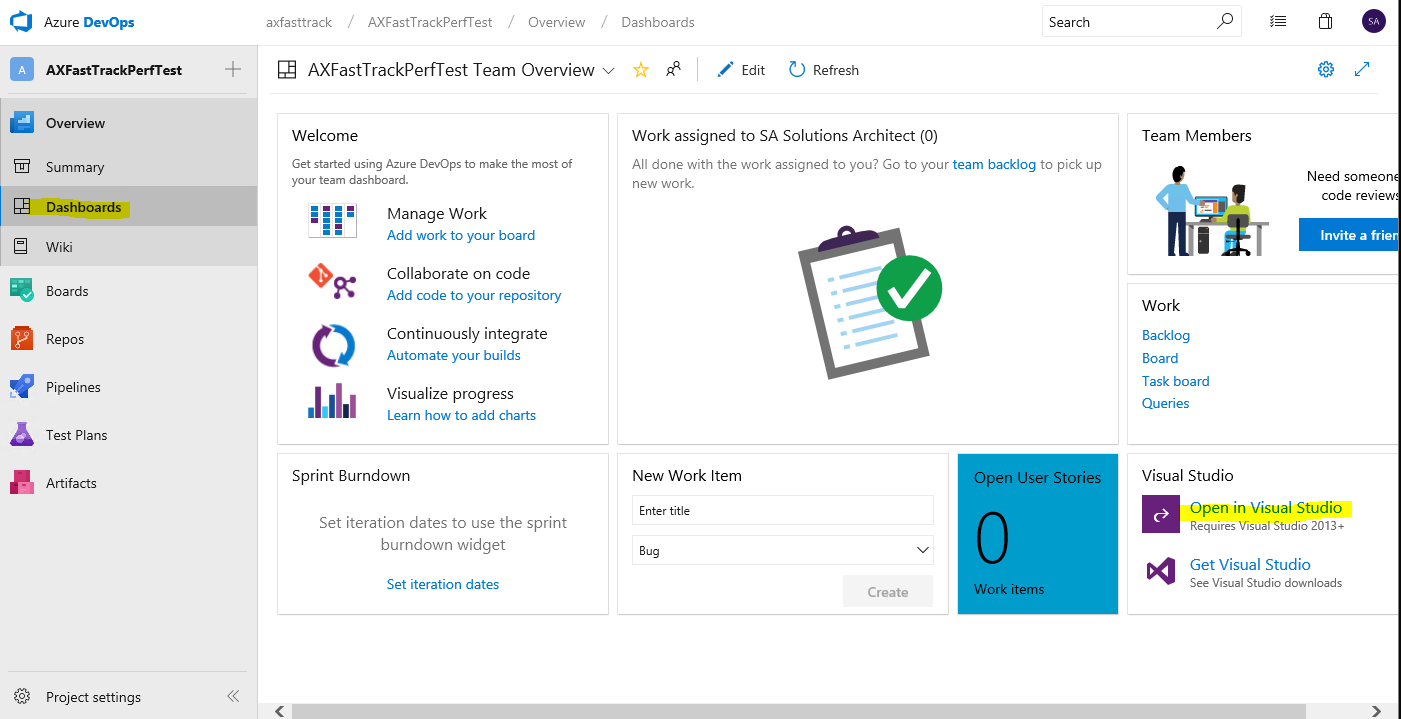 Azure DevOps
axfasttrack / AXFastTrackPerfTest / Overview / Dashboards
Search
SA
A
AXFastTrackPerfTest
Overview
Summary
Dashboards
Wiki
Boards
Repos
Pipelines
Test Plans
Artifacts
Project settings
AXFastTrackPerfTest Team Overview
Edit
Refresh
Welcome
Get started using Azure DevOps to make the most of
your team dashboard.
Manage Work
Add work to your board
Collaborate on code
Add code to your repository
Continuously integrate
Automate your builds
Visualize progress
Learn how to add charts
Work assigned to SA Solutions Architect (0)
All done with the work assigned to you? Go to your team backlog to pick up
new work.
Team Members
Need someone
code reviews
Invite a frien
Work
Backlog
Board
Task board
Queries
Sprint Burndown
Set iteration dates to use the sprint
burndown widget
Set iteration dates
New Work Item
Enter title
Bug
Create
Open User Stories
0
Work items
Visual Studio
Open in Visual Studio
Requires Visual Studio 2013+
Get Visual Studio
See Visual Studio downloads